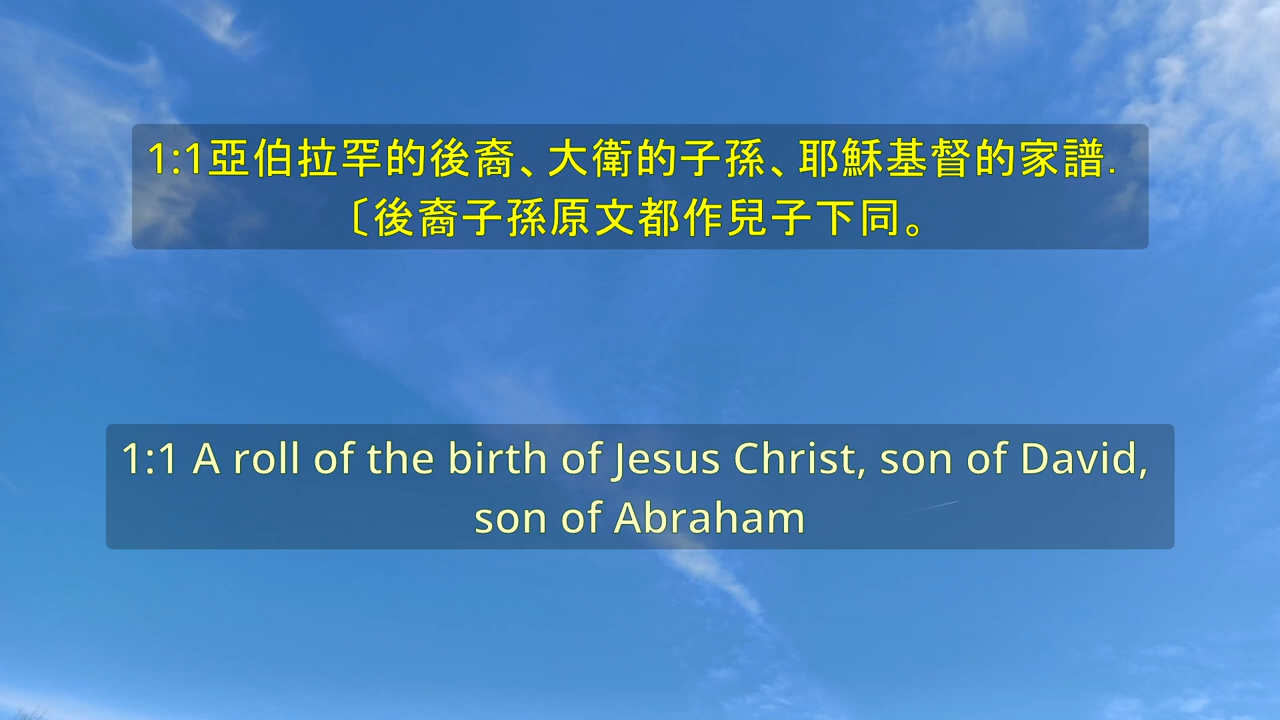 1:1亞伯拉罕的後裔、大衛的子孫、耶穌基督的家譜.
〔後裔子孫原文都作兒子下同。
1:1 A roll of the birth of Jesus Christ, son of David,
son of Abraham